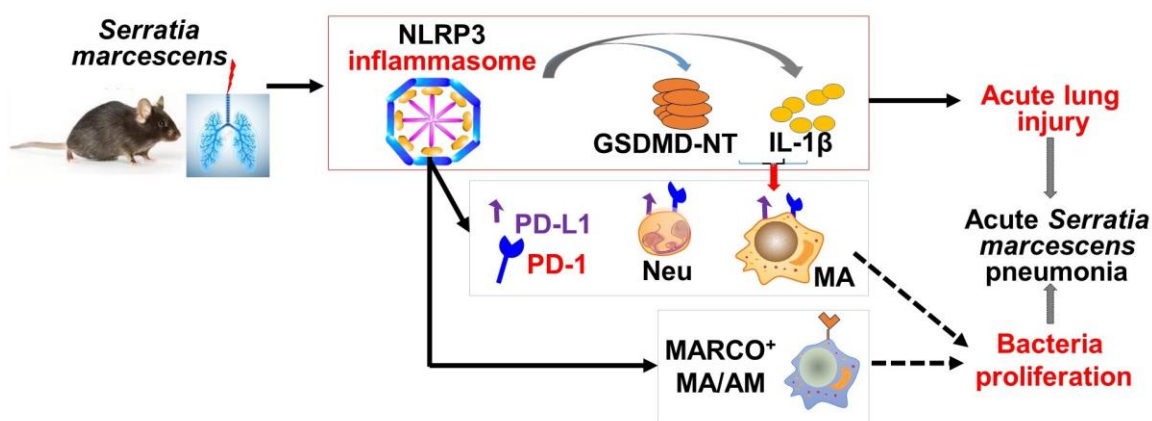 Serratia
marcescens
NLRP3
inflammasome
GSDMD-NT
IL-1β
Acute lung
injury
PD-L1
PD-1
Neu
MA
Acute Serratia
marcescens
pneumonia
MARCO⁺
MA/AM
Bacteria
proliferation